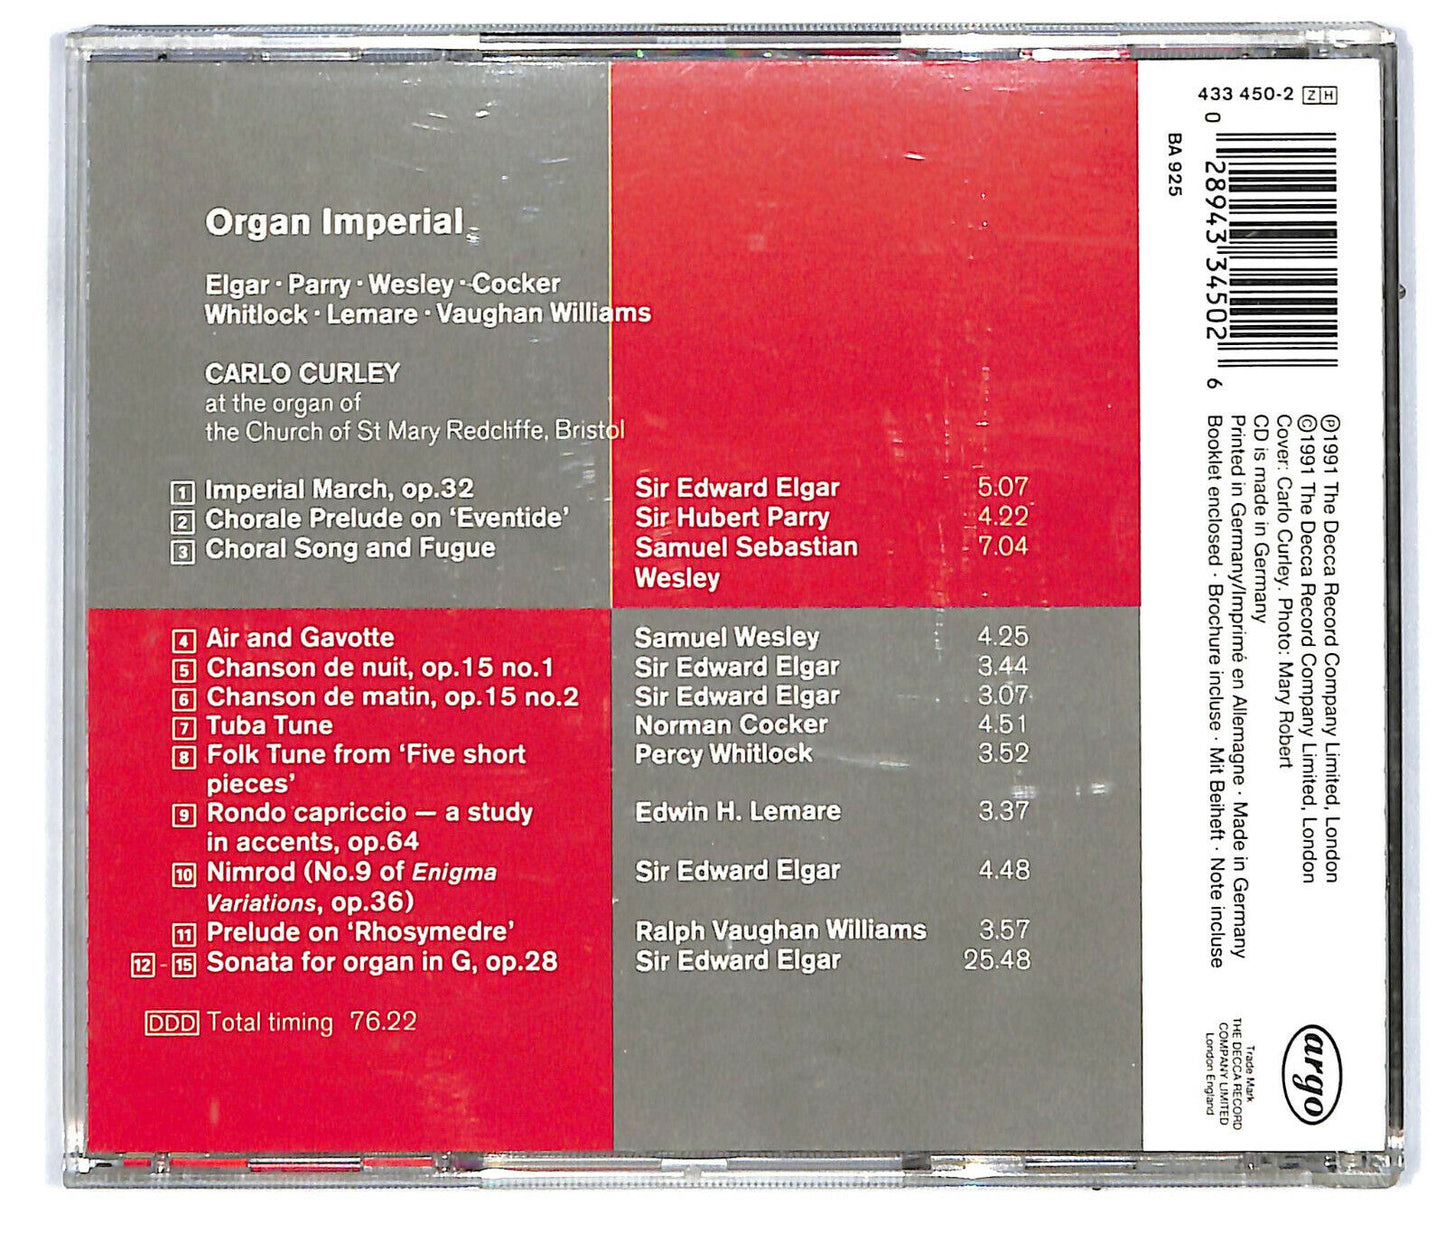 Organ Imperial
Elgar · Parry · Wesley · Cocker
Whitlock · Lemare · Vaughan Williams
CARLO CURLEY
at the organ of
the Church of St Mary Redcliffe, Bristol
1 Imperial March, op.32 Sir Edward Elgar 5.07
2 Chorale Prelude on ‘Eventide’ Sir Hubert Parry 4.22
3 Choral Song and Fugue Samuel Sebastian 7.04
Wesley
4 Air and Gavotte Samuel Wesley 4.25
5 Chanson de nuit, op.15 no.1 Sir Edward Elgar 3.44
6 Chanson de matin, op.15 no.2 Sir Edward Elgar 3.07
7 Tuba Tune Norman Cocker 4.51
8 Folk Tune from ‘Five short Percy Whitlock 3.52
pieces’
9 Rondo capriccio – a study Edwin H. Lemare 3.37
in accents, op.64
10 Nimrod (No.9 of Enigma Sir Edward Elgar 4.48
Variations, op.36)
11 Prelude on ‘Rhosymedre’ Ralph Vaughan Williams 3.57
12 - 15 Sonata for organ in G, op.28 Sir Edward Elgar 25.48
DDD Total timing 76.22
433 450-2 ZH
BA 925
0 28943 34502 6
℗1991 The Decca Record Company Limited, London
©1991 The Decca Record Company Limited, London
Cover: Carlo Curley. Photo: Mary Robert
CD is made in Germany
Printed in Germany/Imprimé en Allemagne · Made in Germany
Booklet enclosed · Brochure incluse · Mit Beiheft · Note incluse
argo
Trade Mark
THE DECCA RECORD
COMPANY LIMITED
London England